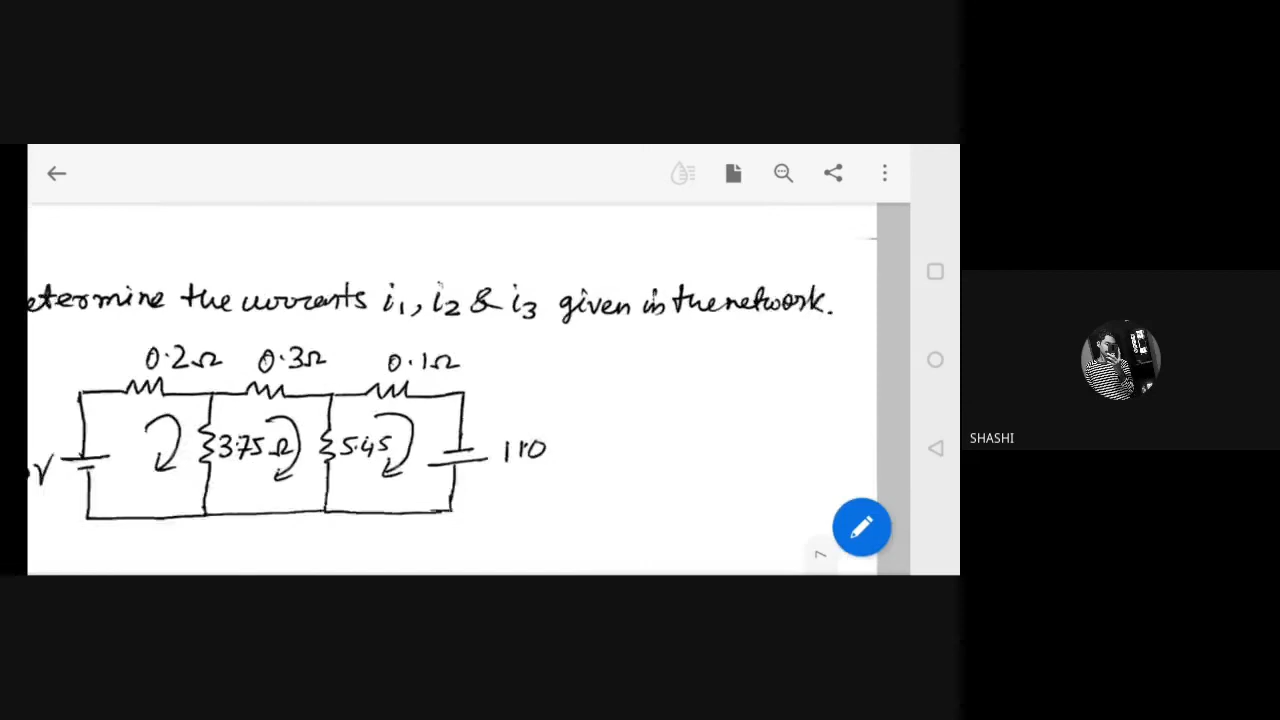 etermine the currents i1, i2 & i3 given in the network.
0.2Ω 0.3Ω 0.1Ω
V 3.75Ω 5.45 110
SHASHI
7